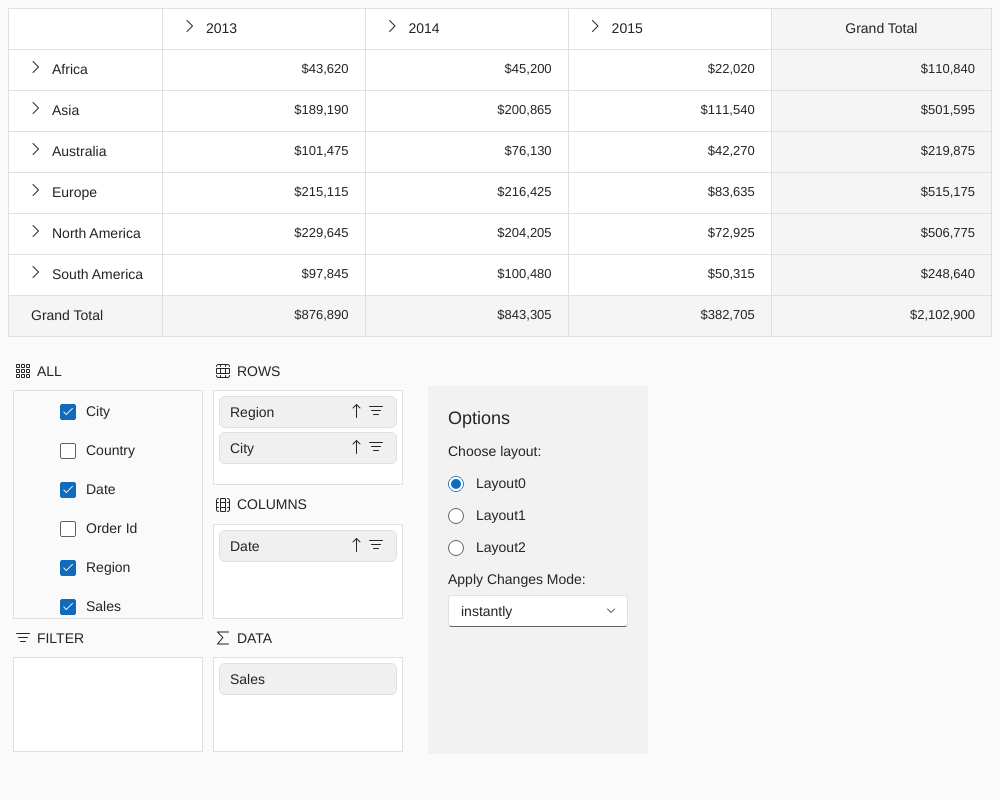 2013 2014 2015 Grand Total
Africa $43,620 $45,200 $22,020 $110,840
Asia $189,190 $200,865 $111,540 $501,595
Australia $101,475 $76,130 $42,270 $219,875
Europe $215,115 $216,425 $83,635 $515,175
North America $229,645 $204,205 $72,925 $506,775
South America $97,845 $100,480 $50,315 $248,640
Grand Total $876,890 $843,305 $382,705 $2,102,900
ALL
City
Country
Date
Order Id
Region
Sales
FILTER
ROWS
Region
City
COLUMNS
Date
DATA
Sales
Options
Choose layout:
Layout0
Layout1
Layout2
Apply Changes Mode:
instantly